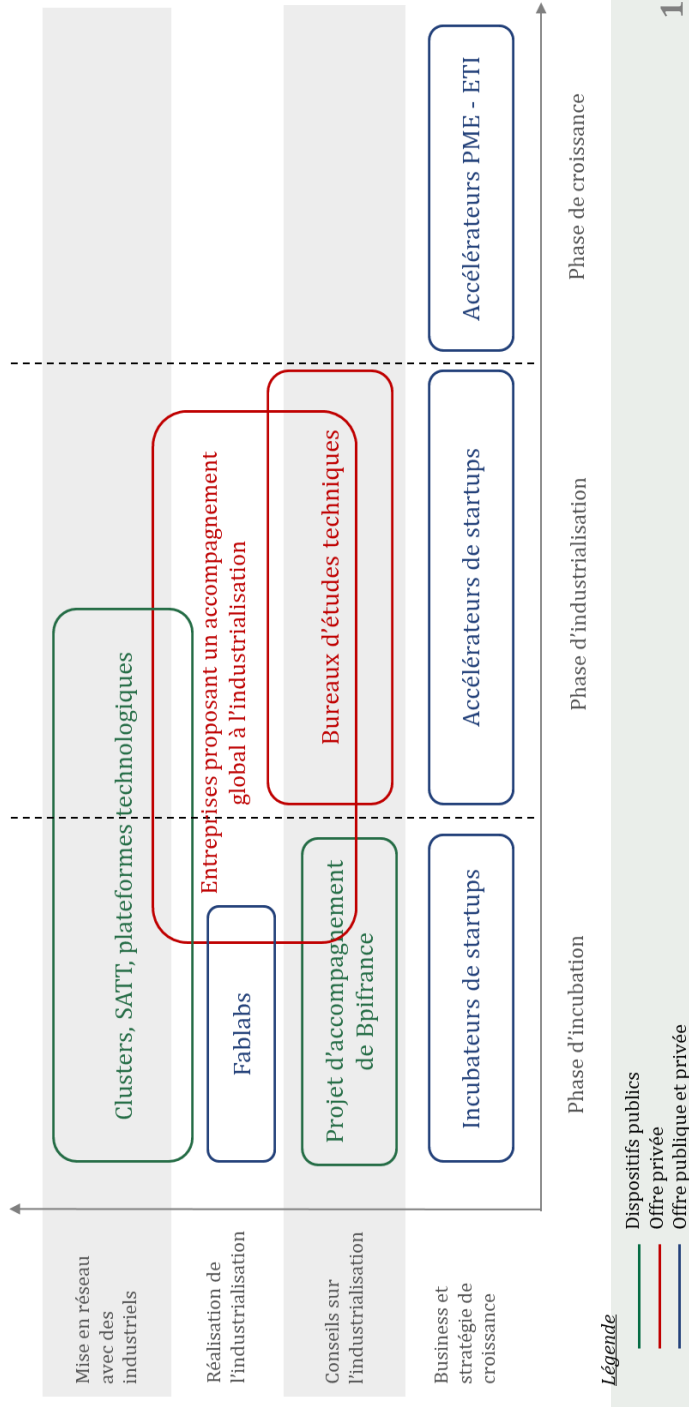 Mise en réseau
avec des
industriels
Clusters, SATT, plateformes technologiques
Réalisation de
l'industrialisation
Fablabs
Entreprises proposant un accompagnement
global à l'industrialisation
Conseils sur
l'industrialisation
Projet d'accompagnement
de Bpifrance
Bureaux d'études techniques
Business et
stratégie de
croissance
Incubateurs de startups
Accélérateurs de startups
Accélérateurs PME - ETI
Phase d'incubation
Phase d'industrialisation
Phase de croissance
Légende
Dispositifs publics
Offre privée
Offre publique et privée
1